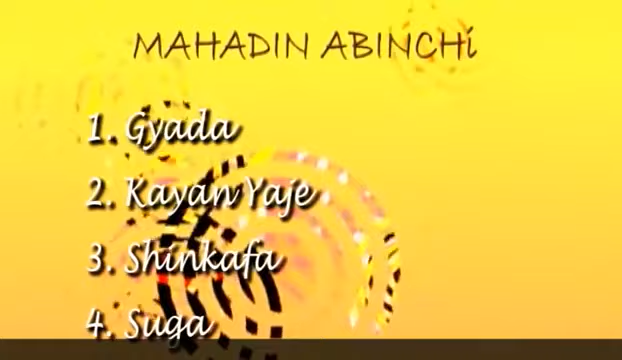 MAHADIN ABINCHi
1. Gyada
2. Kayan Yaje
3. Shinkafa
4. Suga